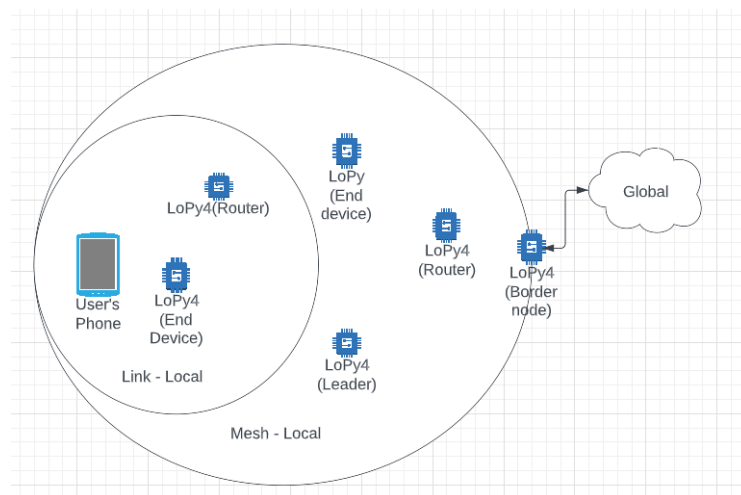 LoPy4(Router)
User's
Phone
LoPy4
(End
Device)
Link - Local
LoPy
(End
device)
LoPy4
(Router)
LoPy4
(Leader)
Mesh - Local
LoPy4
(Border
node)
Global